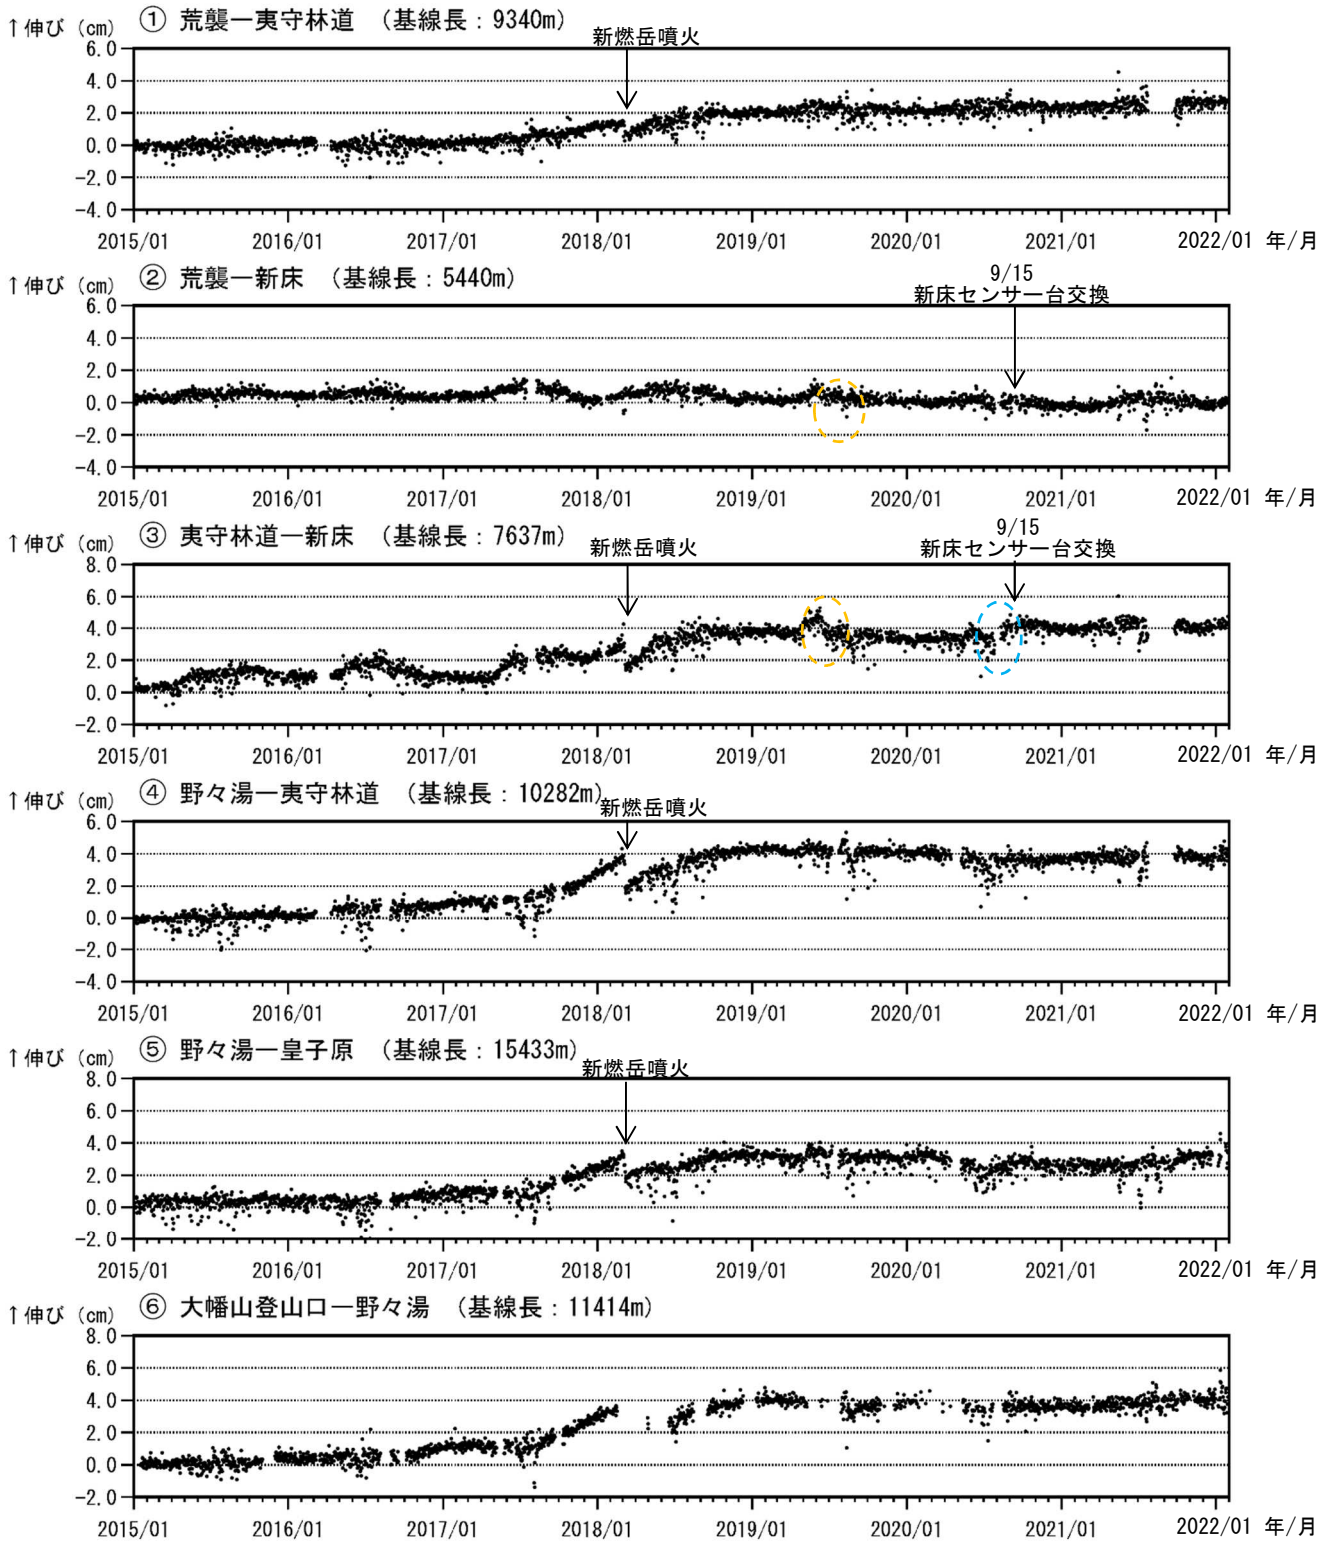 ↑伸び (cm) ① 荒襲ー夷守林道 (基線長:9340m)
新燃岳噴火
6.0
4.0
2.0
0.0
-2.0
-4.0
2015/01 2016/01 2017/01 2018/01 2019/01 2020/01 2021/01 2022/01 年/月
↑伸び (cm) ② 荒襲ー新床 (基線長:5440m)
9/15
新床センサー台交換
6.0
4.0
2.0
0.0
-2.0
-4.0
2015/01 2016/01 2017/01 2018/01 2019/01 2020/01 2021/01 2022/01 年/月
↑伸び (cm) ③ 夷守林道ー新床 (基線長:7637m)
新燃岳噴火
9/15
新床センサー台交換
8.0
6.0
4.0
2.0
0.0
-2.0
2015/01 2016/01 2017/01 2018/01 2019/01 2020/01 2021/01 2022/01 年/月
↑伸び (cm) ④ 野々湯ー夷守林道 (基線長:10282m)
新燃岳噴火
6.0
4.0
2.0
0.0
-2.0
-4.0
2015/01 2016/01 2017/01 2018/01 2019/01 2020/01 2021/01 2022/01 年/月
↑伸び (cm) ⑤ 野々湯ー皇子原 (基線長:15433m)
新燃岳噴火
8.0
6.0
4.0
2.0
0.0
-2.0
2015/01 2016/01 2017/01 2018/01 2019/01 2020/01 2021/01 2022/01 年/月
↑伸び (cm) ⑥ 大幡山登山口ー野々湯 (基線長:11414m)
8.0
6.0
4.0
2.0
0.0
-2.0
2015/01 2016/01 2017/01 2018/01 2019/01 2020/01 2021/01 2022/01 年/月